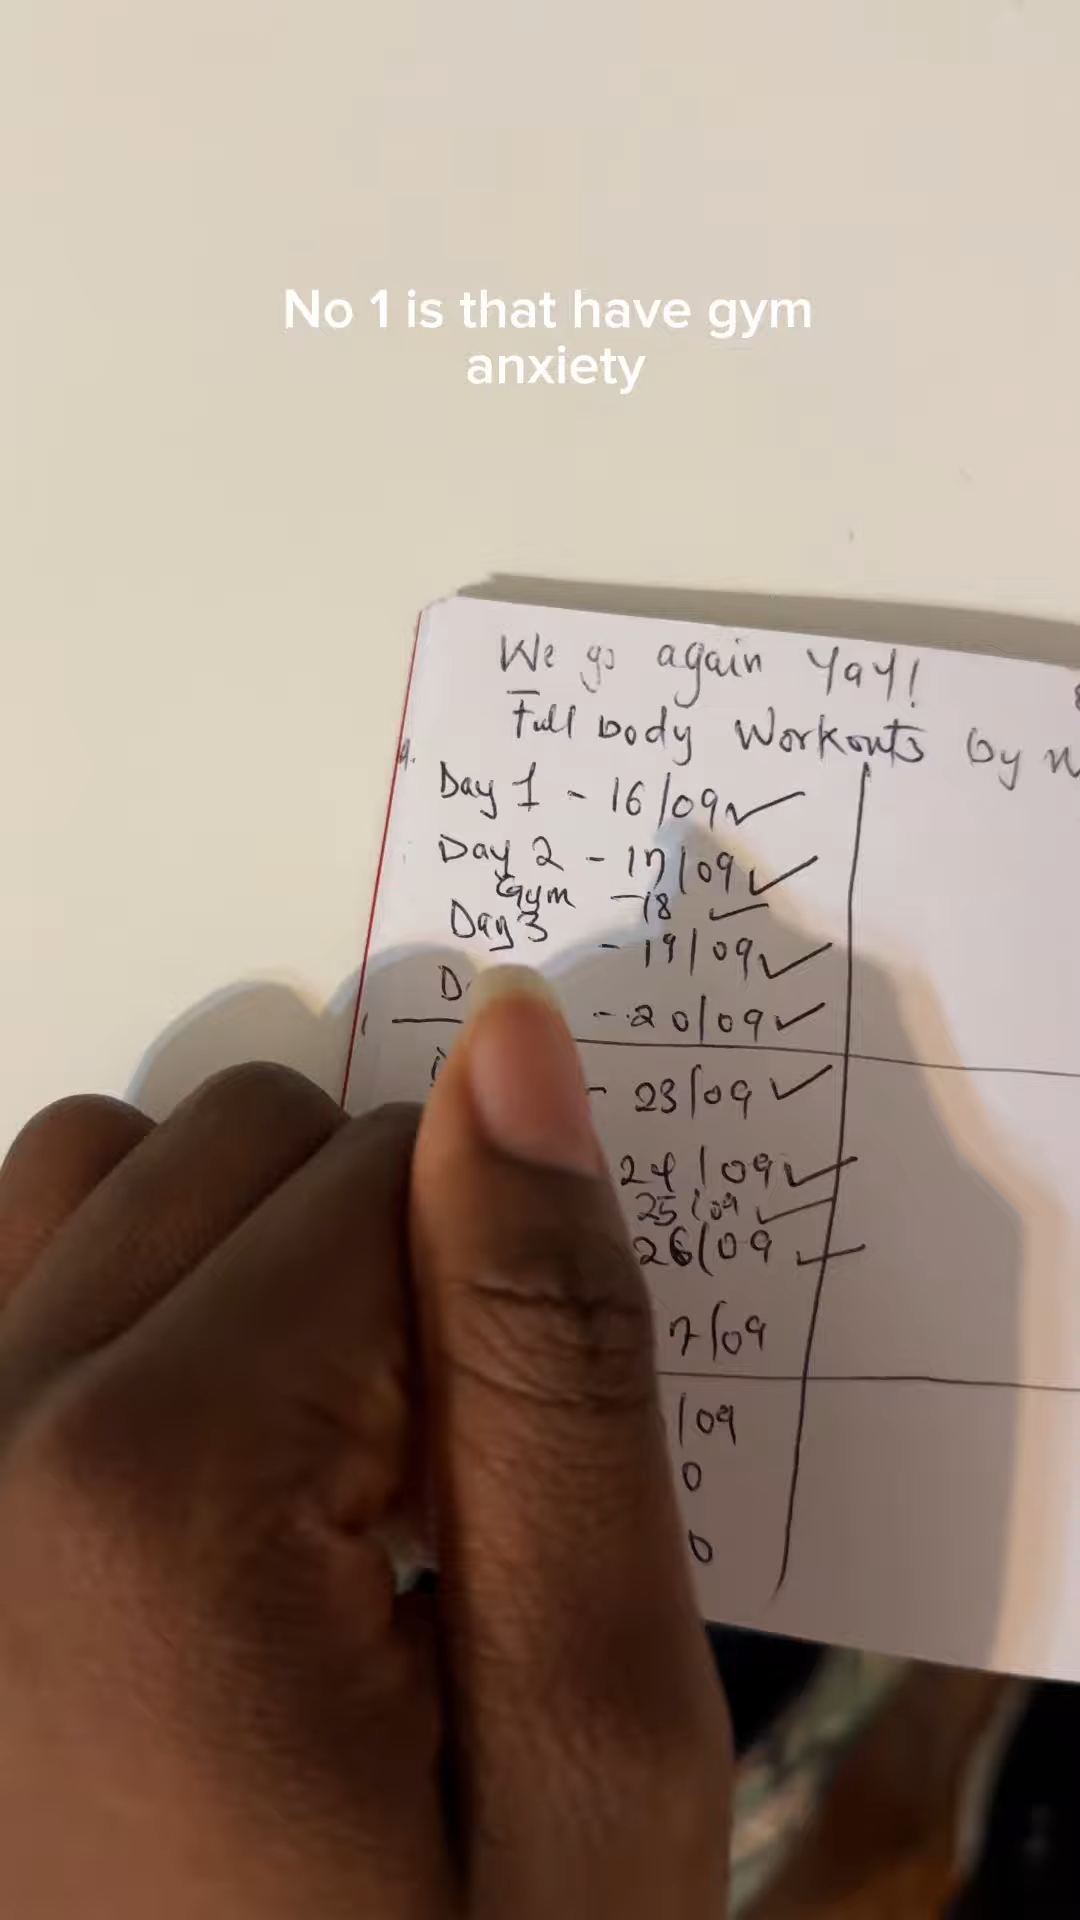 No 1 is that have gym
anxiety
We go again YaY!
Full body Workouts by
Day 1 - 16/09 ✓
Day 2 - 17/09 ✓
Gym - 18 ✓
Day 3 - 19/09 ✓
D - 20/09 ✓
- 23/09 ✓
24/09 ✓
25/09 ✓
26/09 ✓
7/09
/09
0
0